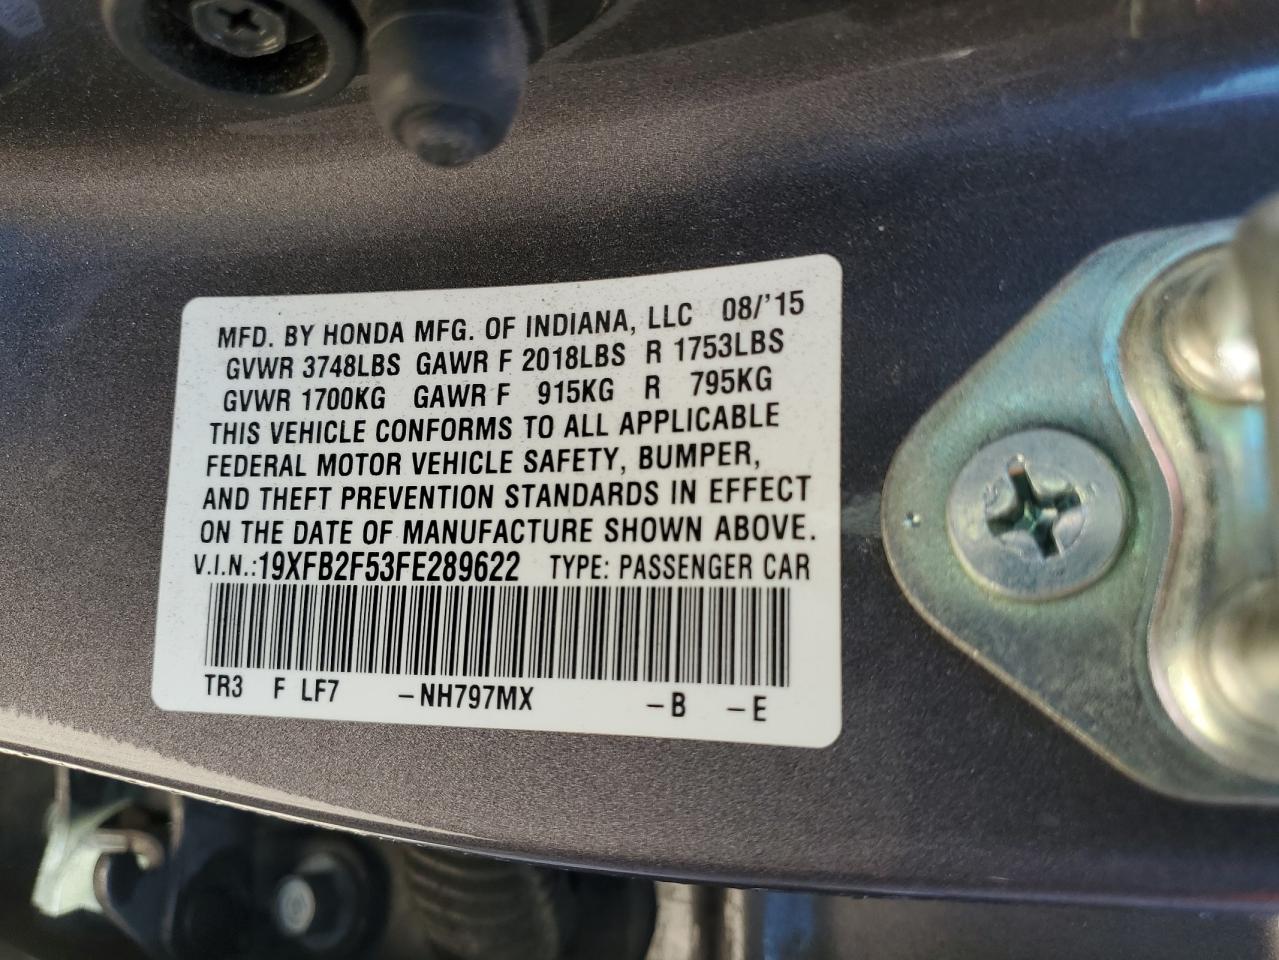 MFD. BY HONDA MFG. OF INDIANA, LLC 08/'15
GVWR 3748LBS GAWR F 2018LBS R 1753LBS
GVWR 1700KG GAWR F 915KG R 795KG
THIS VEHICLE CONFORMS TO ALL APPLICABLE
FEDERAL MOTOR VEHICLE SAFETY, BUMPER,
AND THEFT PREVENTION STANDARDS IN EFFECT
ON THE DATE OF MANUFACTURE SHOWN ABOVE.
V.I.N.:19XFB2F53FE289622 TYPE: PASSENGER CAR
TR3 F LF7 -NH797MX -B -E